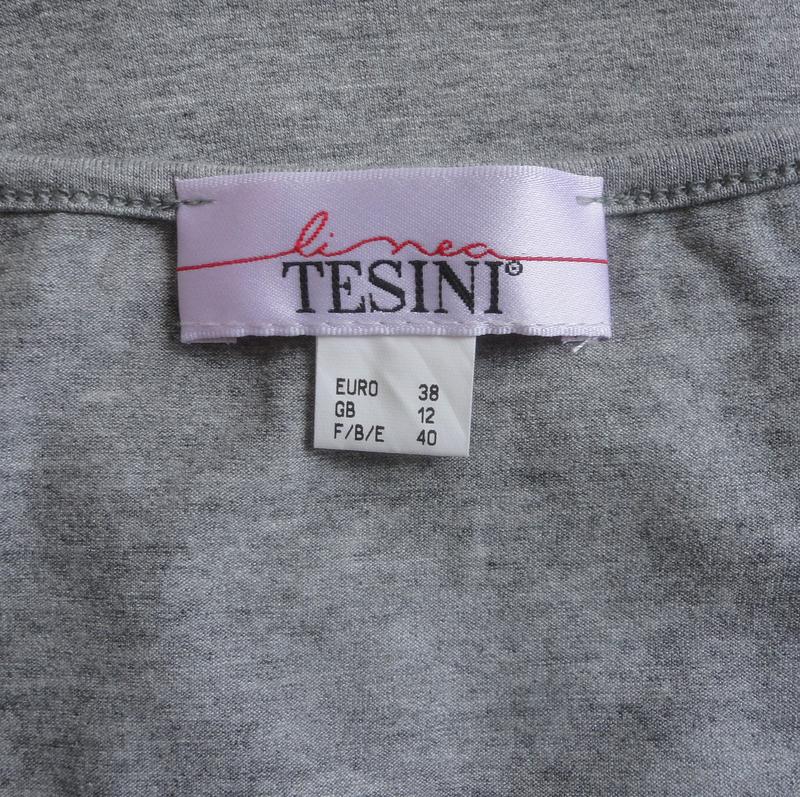 linea
TESINI©
EURO 38
GB 12
F/B/E 40